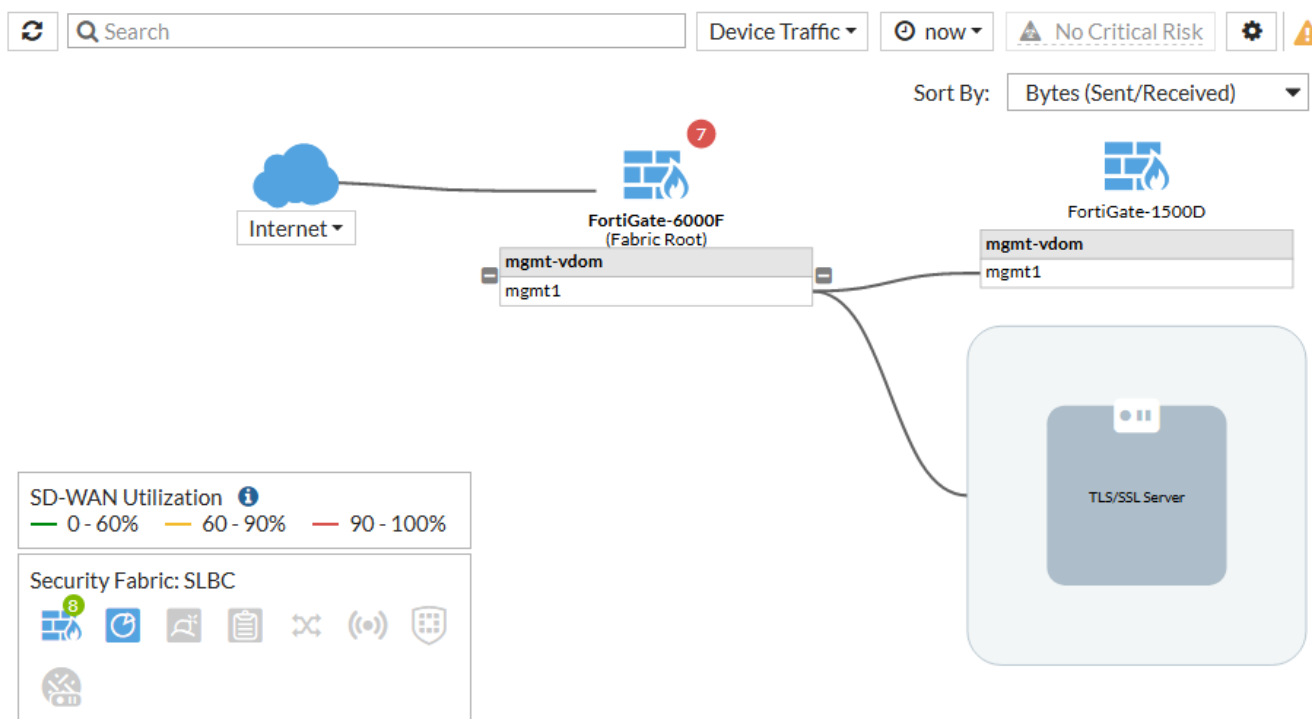 Search
Device Traffic
now
No Critical Risk
Sort By:
Bytes (Sent/Received)
7
Internet
FortiGate-6000F
(Fabric Root)
mgmt-vdom
mgmt1
FortiGate-1500D
mgmt-vdom
mgmt1
TLS/SSL Server
SD-WAN Utilization
0 - 60%
60 - 90%
90 - 100%
Security Fabric: SLBC
8